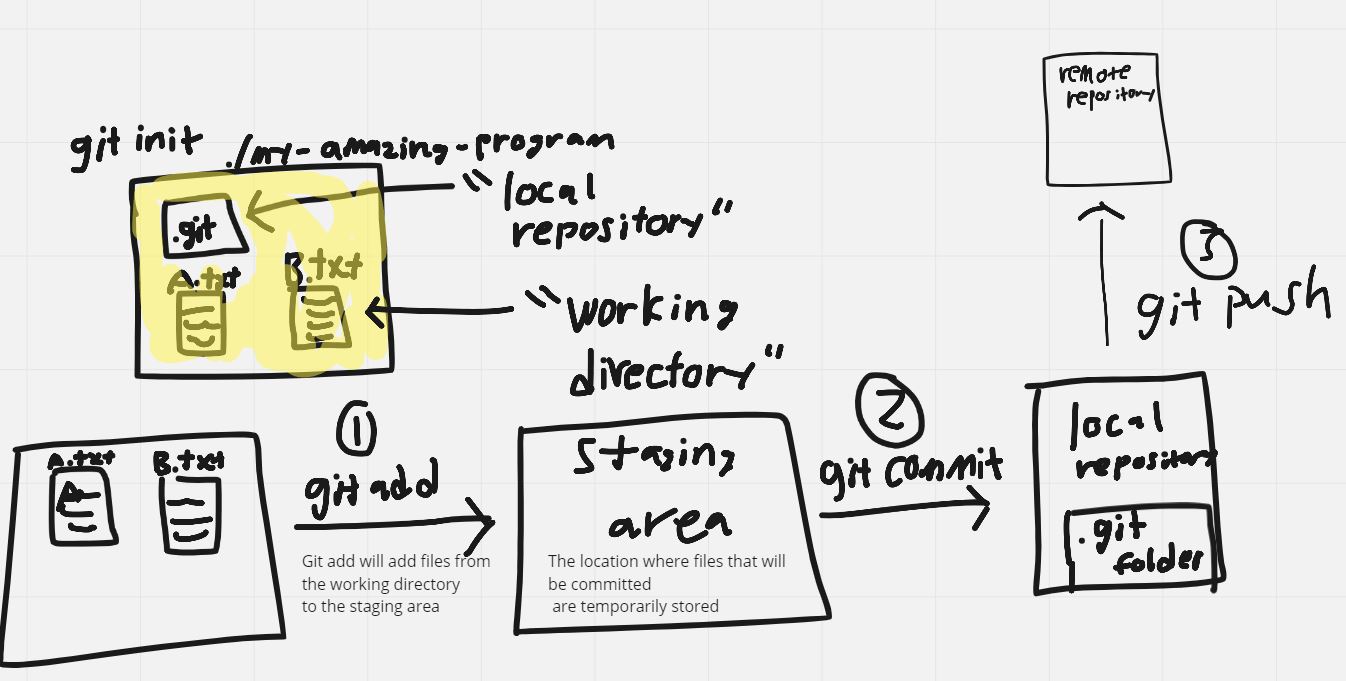 git init ./my-amazing-program
.git
A.txt
B.txt
"local
repository"
"working
directory"
remote
repository
3
git push
A.txt
B.txt
A
1
git add
Git add will add files from
the working directory
to the staging area
Staging
area
The location where files that will
be committed
are temporarily stored
2
git commit
local
repository
.git
folder